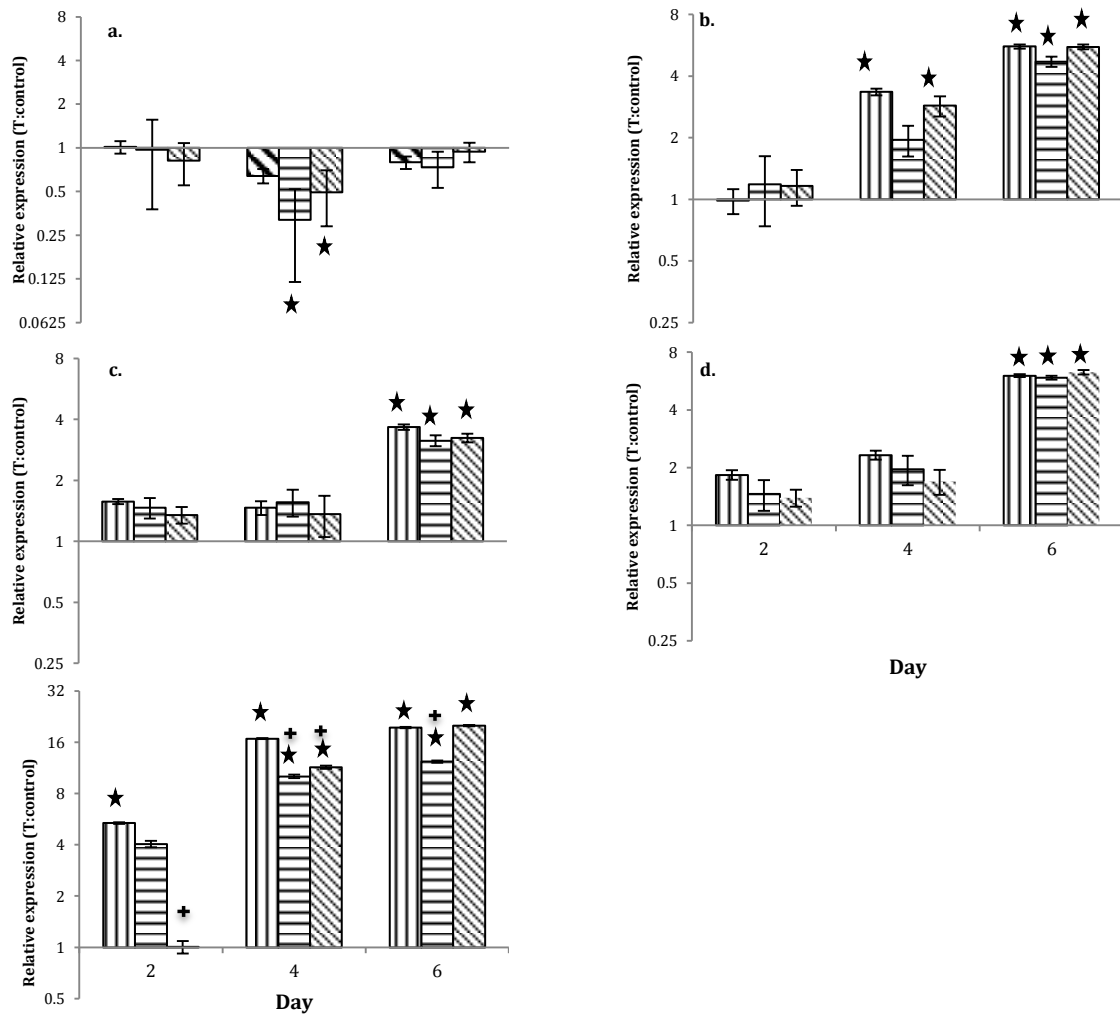 a.
Relative expression (T:control)
8
4
2
1
0.5
0.25
0.125
0.0625
b.
Relative expression (T:control)
8
4
2
1
0.5
0.25
c.
Relative expression (T:control)
8
4
2
1
0.5
0.25
d.
Relative expression (T:control)
8
4
2
1
0.5
0.25
2 4 6
Day
Relative expression (T:control)
32
16
8
4
2
1
0.5
2 4 6
Day